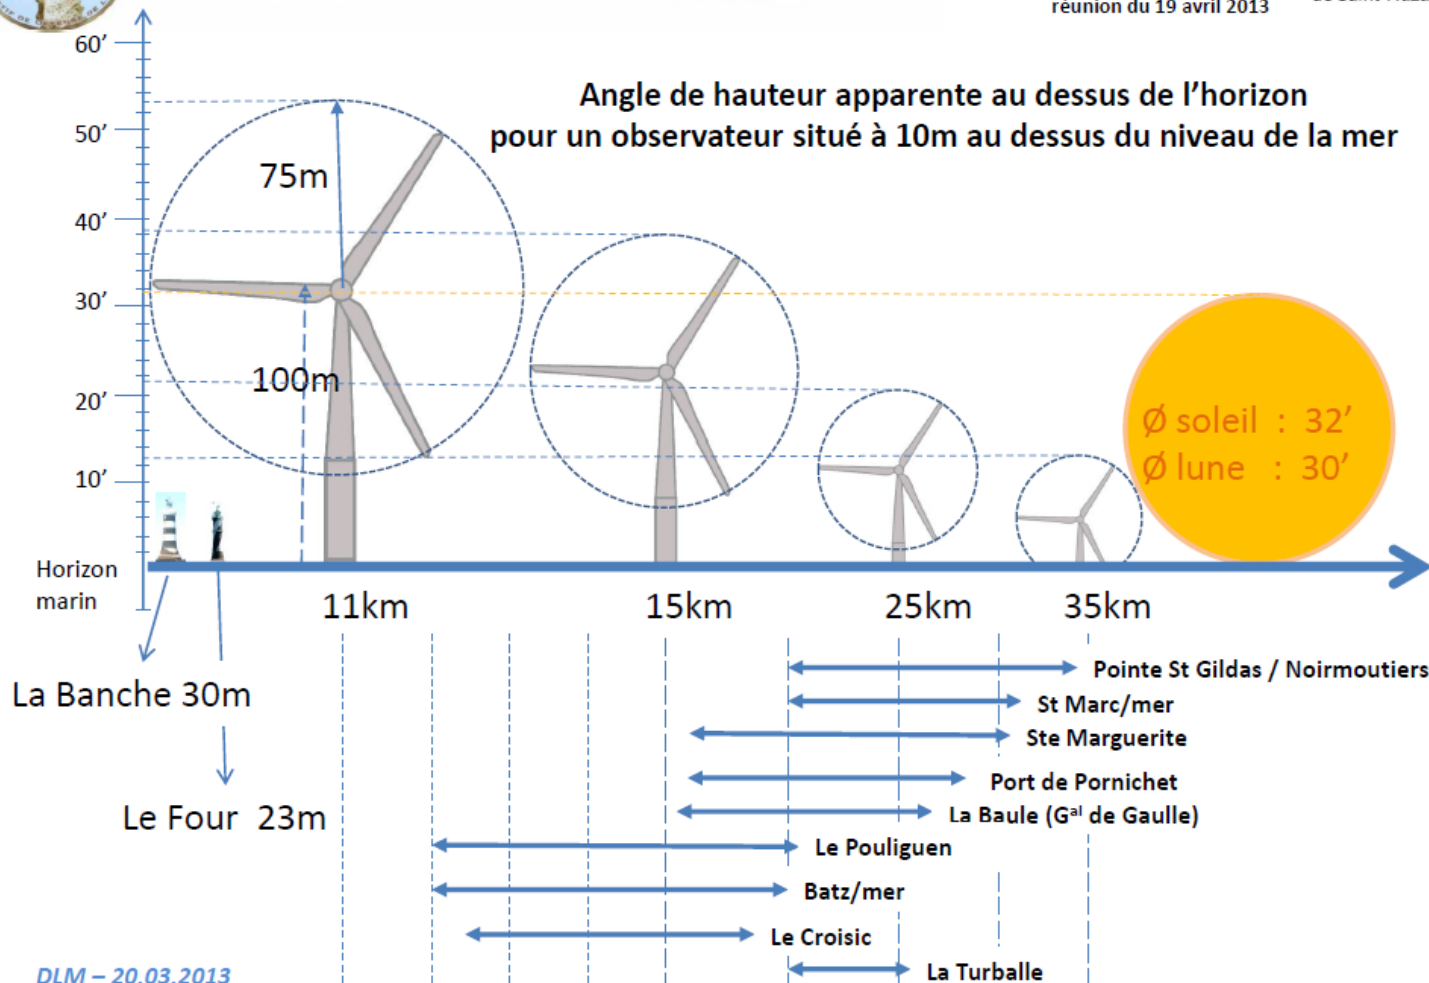 réunion du 19 avril 2013
60’
Angle de hauteur apparente au dessus de l’horizon
pour un observateur situé à 10m au dessus du niveau de la mer
50’
75m
40’
30’
100m
20’
Ø soleil : 32’
Ø lune : 30’
10’
Horizon
marin
11km
15km
25km
35km
Pointe St Gildas / Noirmoutiers
La Banche 30m
St Marc/mer
Ste Marguerite
Port de Pornichet
Le Four 23m
La Baule (Gal de Gaulle)
Le Pouliguen
Batz/mer
Le Croisic
La Turballe
DLM – 20.03.2013